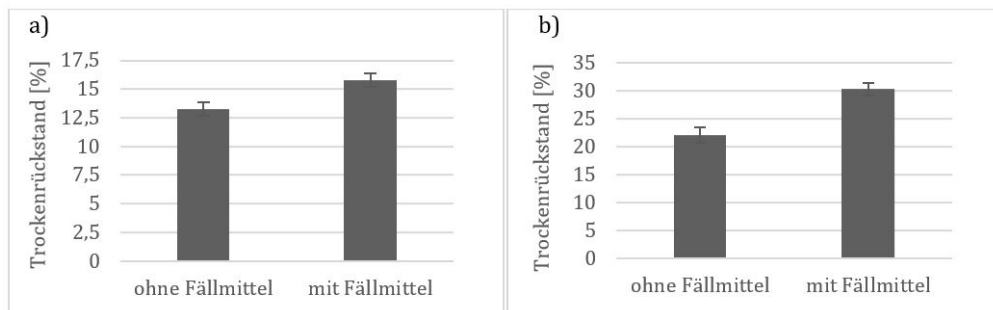 a)
Trockenrückstand [%]
17,5
15
12,5
10
7,5
5
2,5
0
ohne Fällmittel
mit Fällmittel
b)
Trockenrückstand [%]
35
30
25
20
15
10
5
0
ohne Fällmittel
mit Fällmittel